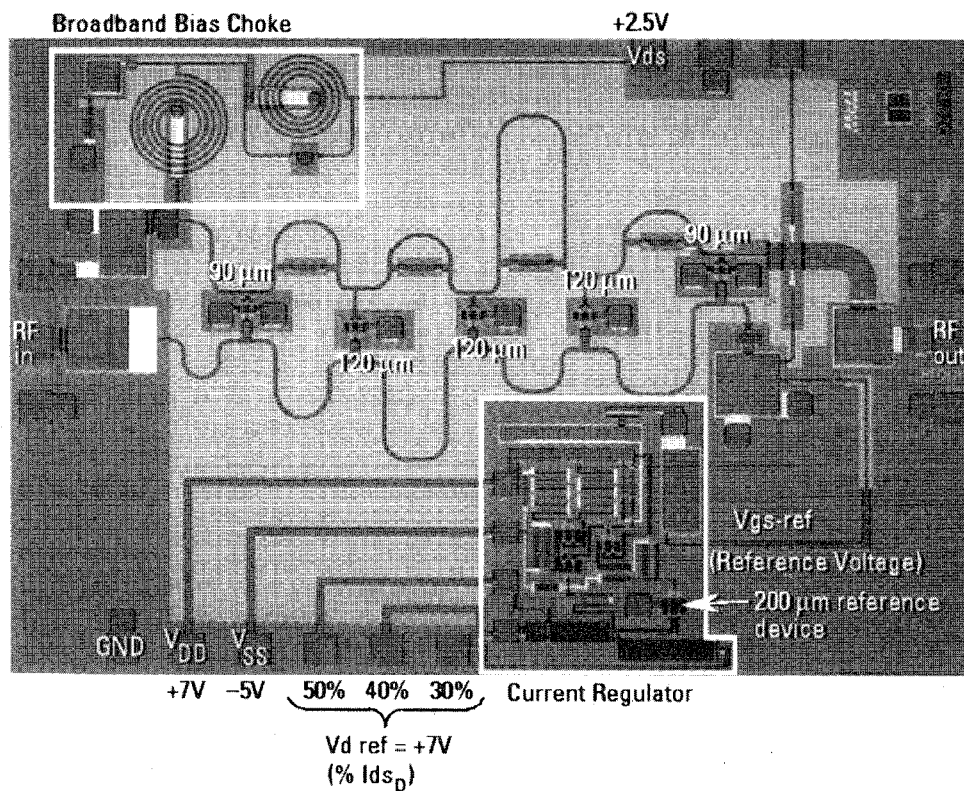 Broadband Bias Choke
+2.5V
Vds
90 μm
90 μm
120 μm
RF
in
120 μm
120 μm
RF
out
Vgs-ref
(Reference Voltage)
200 μm reference
device
GND
VDD
VSS
+7V
–5V
50%
40%
30%
Current Regulator
Vd ref = +7V
(% IdsD)